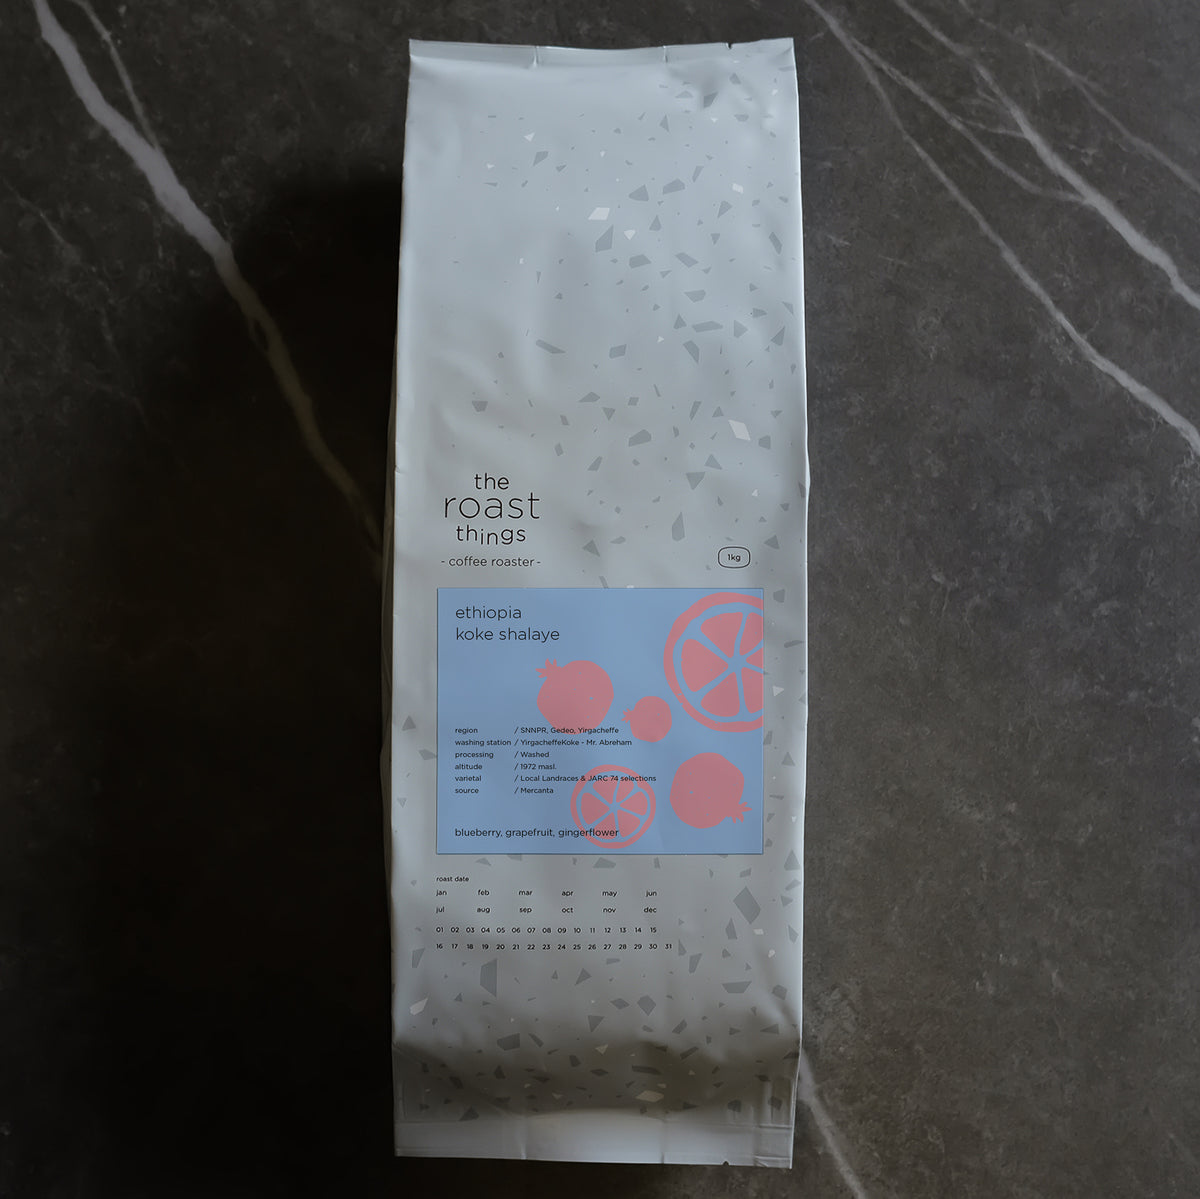 the
roast
things
- coffee roaster -
1kg
ethiopia
koke shalaye
region / SNNPR, Gedeo, Yirgacheffe
washing station / YirgacheffeKoke - Mr. Abreham
processing / Washed
altitude / 1972 masl.
varietal / Local Landraces & JARC 74 selections
source / Mercanta
blueberry, grapefruit, gingerflower
roast date
jan feb mar apr may jun
jul aug sep oct nov dec
01 02 03 04 05 06 07 08 09 10 11 12 13 14 15
16 17 18 19 20 21 22 23 24 25 26 27 28 29 30 31